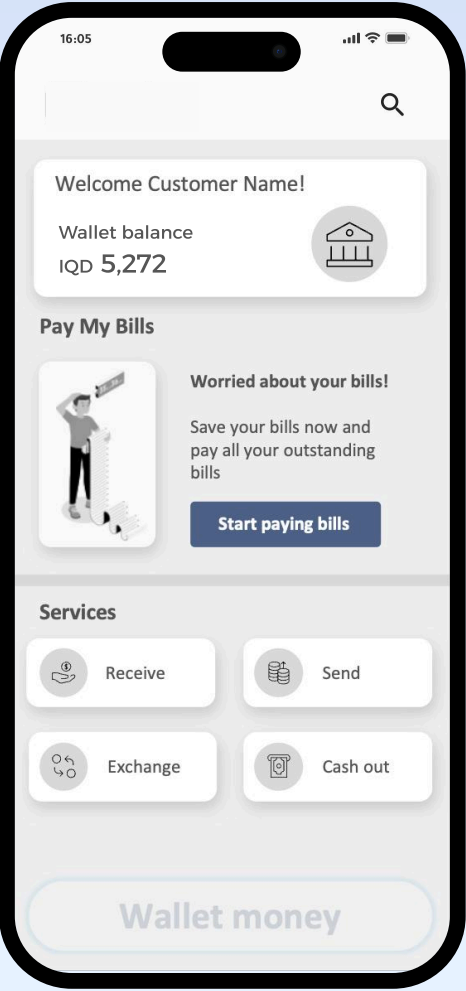 16:05
Welcome Customer Name!
Wallet balance
IQD 5,272
Pay My Bills
Worried about your bills!
Save your bills now and
pay all your outstanding
bills
Start paying bills
Services
Receive
Send
Exchange
Cash out
Wallet money